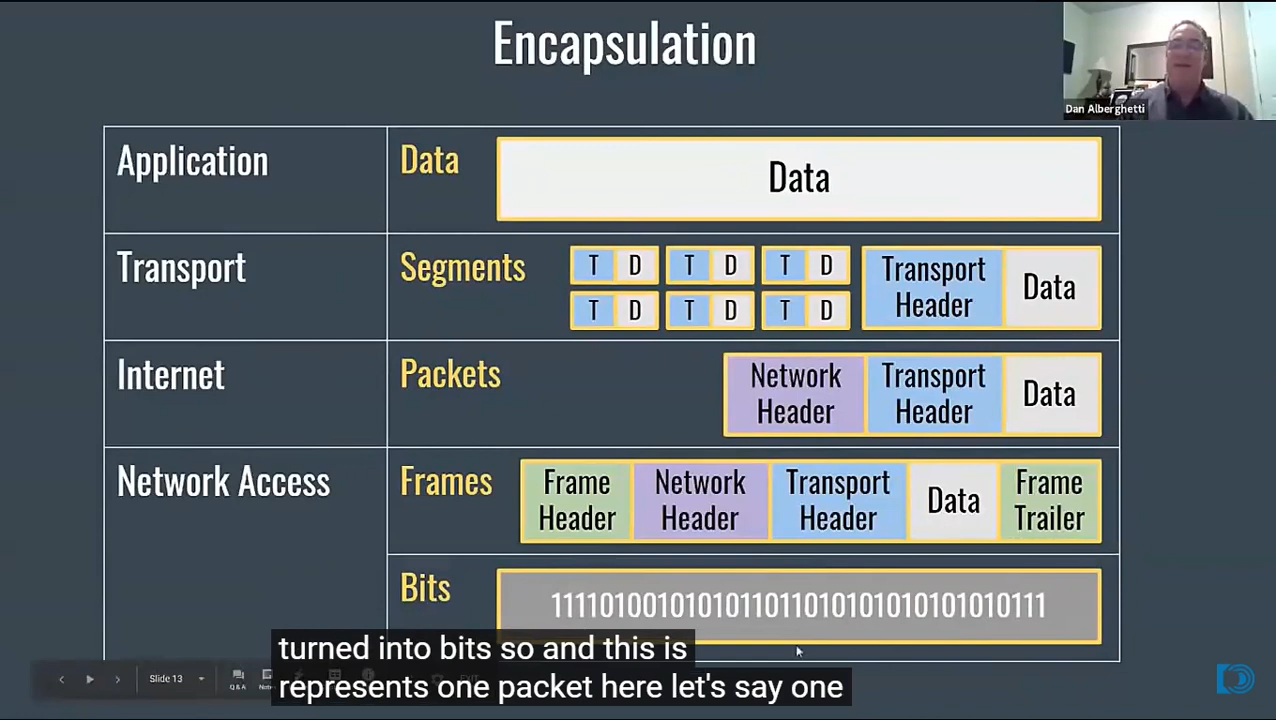 Encapsulation
Dan Alberghetti
Application
Data
Data
Transport
Segments
T D T D T D
T D T D T D
Transport
Header
Data
Internet
Packets
Network
Header
Transport
Header
Data
Network Access
Frames
Frame
Header
Network
Header
Transport
Header
Data
Frame
Trailer
Bits
1111010010101011011010101010101010111
turned into bits so and this is
represents one packet here let's say one
Slide 13
Q & A